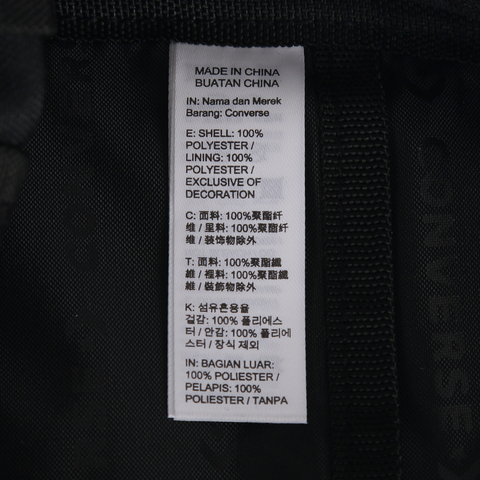 MADE IN CHINA
BUATAN CHINA
IN: Nama dan Merek
Barang: Converse
E: SHELL: 100%
POLYESTER /
LINING: 100%
POLYESTER /
EXCLUSIVE OF
DECORATION
C: 面料: 100%聚酯纤
维 / 里料: 100%聚酯纤
维 / 装饰物除外
T: 面料: 100%聚酯纖
維 / 裡料: 100%聚酯纖
維 / 裝飾物除外
K: 섬유혼용율
겉감: 100% 폴리에스
터 / 안감: 100% 폴리에
스터 / 장식 제외
IN: BAGIAN LUAR:
100% POLIESTER /
PELAPIS: 100%
POLIESTER / TANPA
CONVERSE